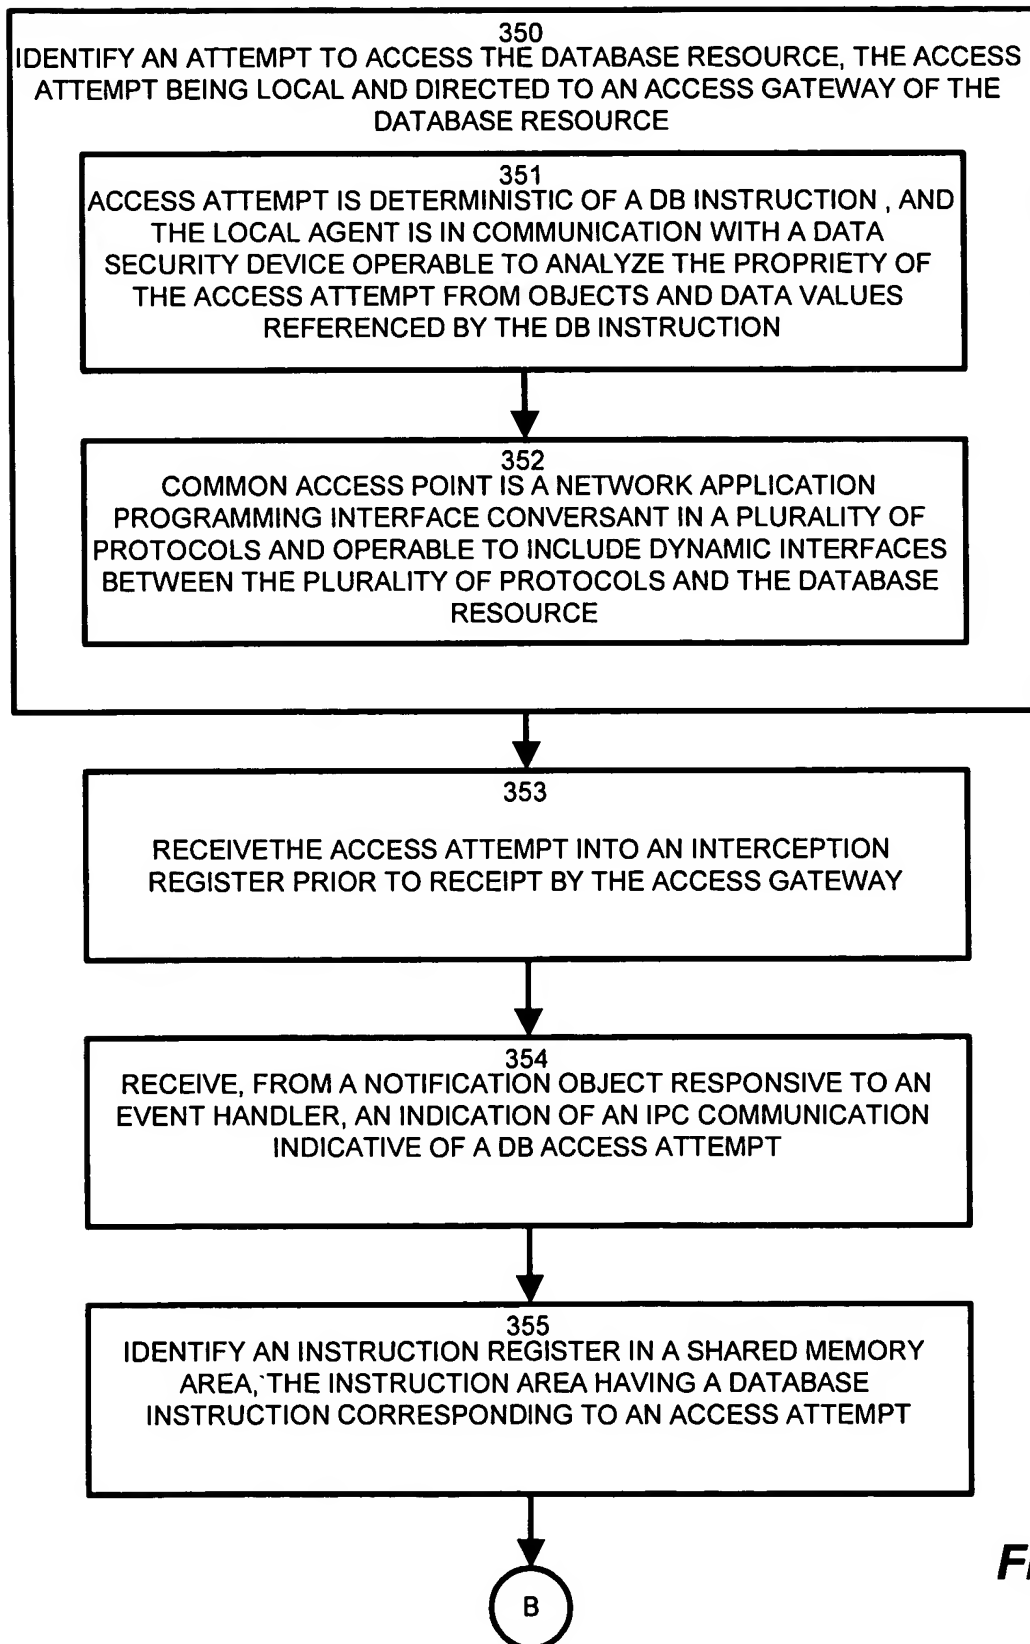 350
IDENTIFY AN ATTEMPT TO ACCESS THE DATABASE RESOURCE, THE ACCESS
ATTEMPT BEING LOCAL AND DIRECTED TO AN ACCESS GATEWAY OF THE
DATABASE RESOURCE
351
ACCESS ATTEMPT IS DETERMINISTIC OF A DB INSTRUCTION , AND
THE LOCAL AGENT IS IN COMMUNICATION WITH A DATA
SECURITY DEVICE OPERABLE TO ANALYZE THE PROPRIETY OF
THE ACCESS ATTEMPT FROM OBJECTS AND DATA VALUES
REFERENCED BY THE DB INSTRUCTION
352
COMMON ACCESS POINT IS A NETWORK APPLICATION
PROGRAMMING INTERFACE CONVERSANT IN A PLURALITY OF
PROTOCOLS AND OPERABLE TO INCLUDE DYNAMIC INTERFACES
BETWEEN THE PLURALITY OF PROTOCOLS AND THE DATABASE
RESOURCE
353
RECEIVETHE ACCESS ATTEMPT INTO AN INTERCEPTION
REGISTER PRIOR TO RECEIPT BY THE ACCESS GATEWAY
354
RECEIVE, FROM A NOTIFICATION OBJECT RESPONSIVE TO AN
EVENT HANDLER, AN INDICATION OF AN IPC COMMUNICATION
INDICATIVE OF A DB ACCESS ATTEMPT
355
IDENTIFY AN INSTRUCTION REGISTER IN A SHARED MEMORY
AREA, THE INSTRUCTION AREA HAVING A DATABASE
INSTRUCTION CORRESPONDING TO AN ACCESS ATTEMPT
B